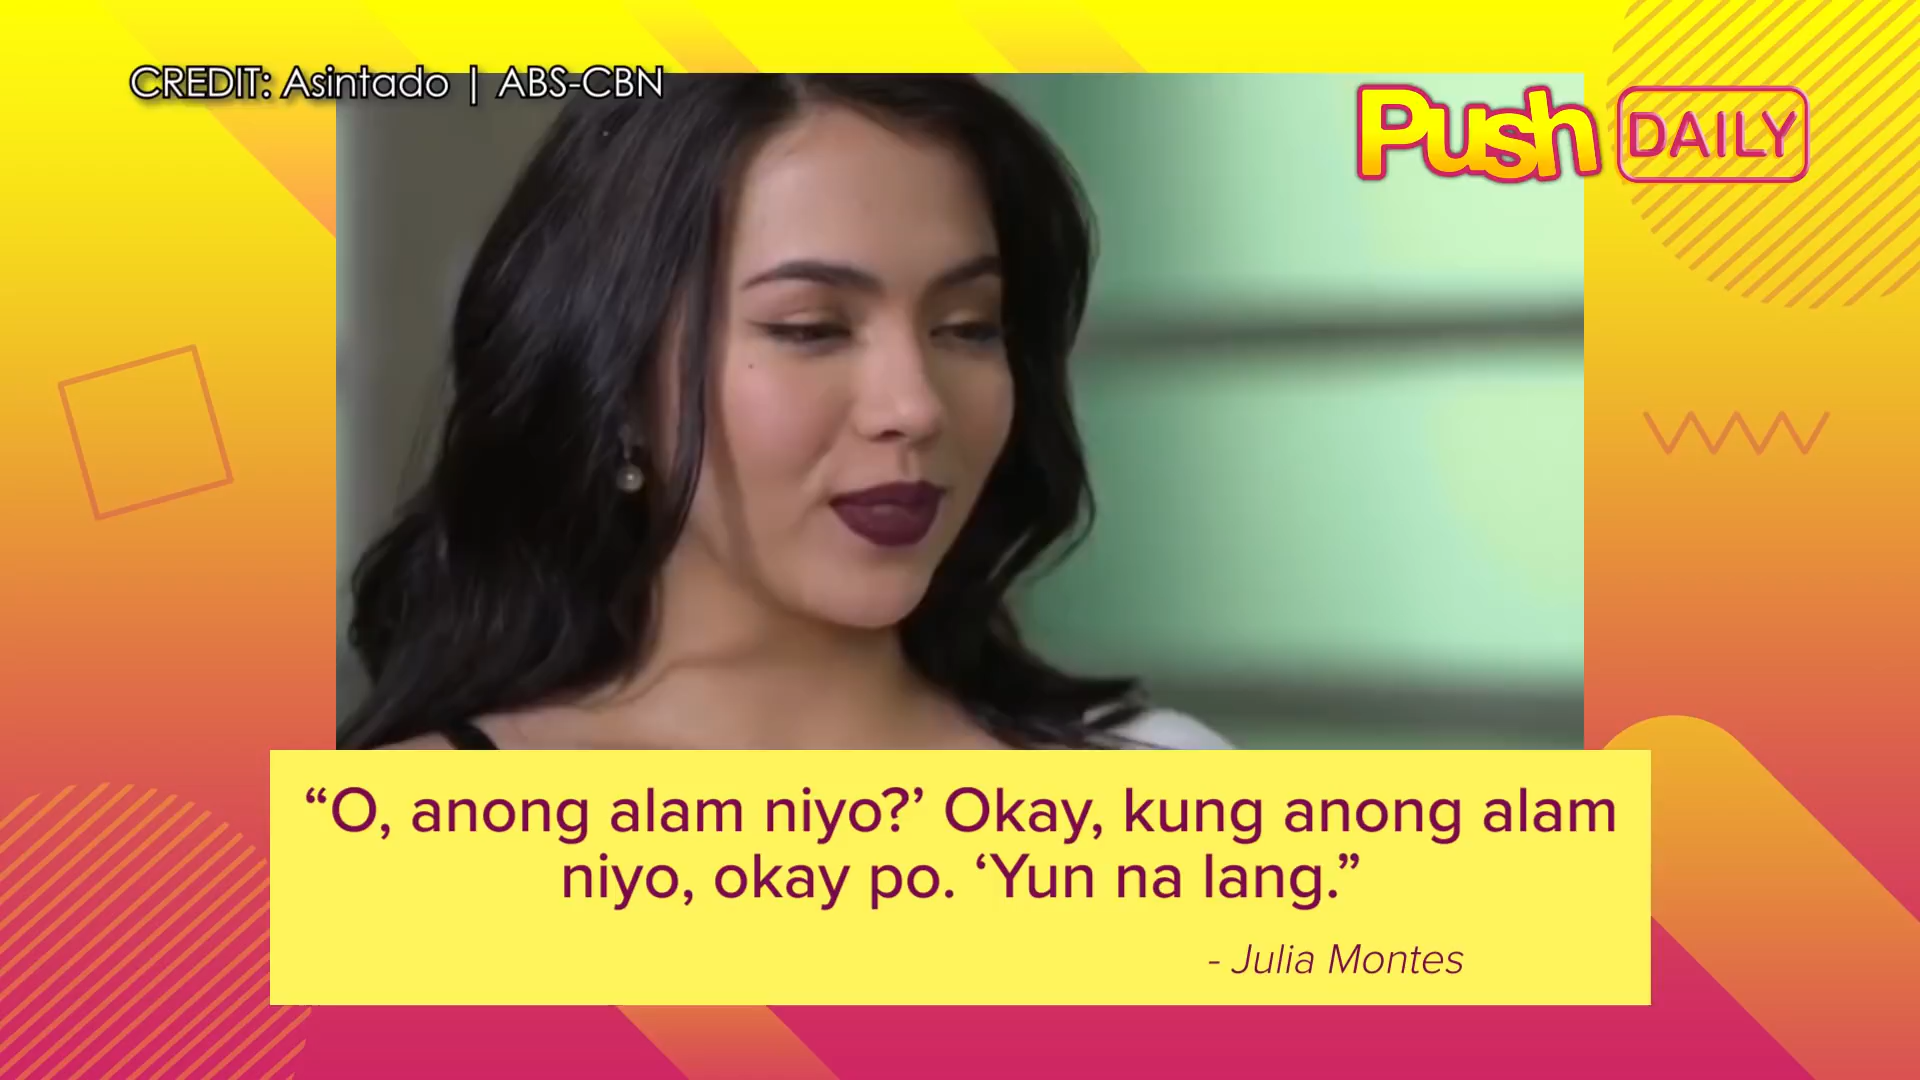 CREDIT: Asintado | ABS-CBN
Push DAILY
“O, anong alam niyo?’ Okay, kung anong alam
niyo, okay po. ‘Yun na lang.”
- Julia Montes